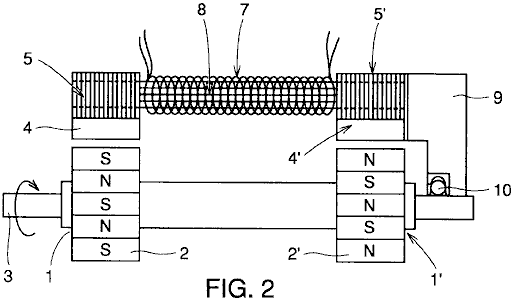 8 7 5'
5 9
4 4'
S N
N S
S N 10
N S
3 1 S 2 2' N 1'
FIG. 2